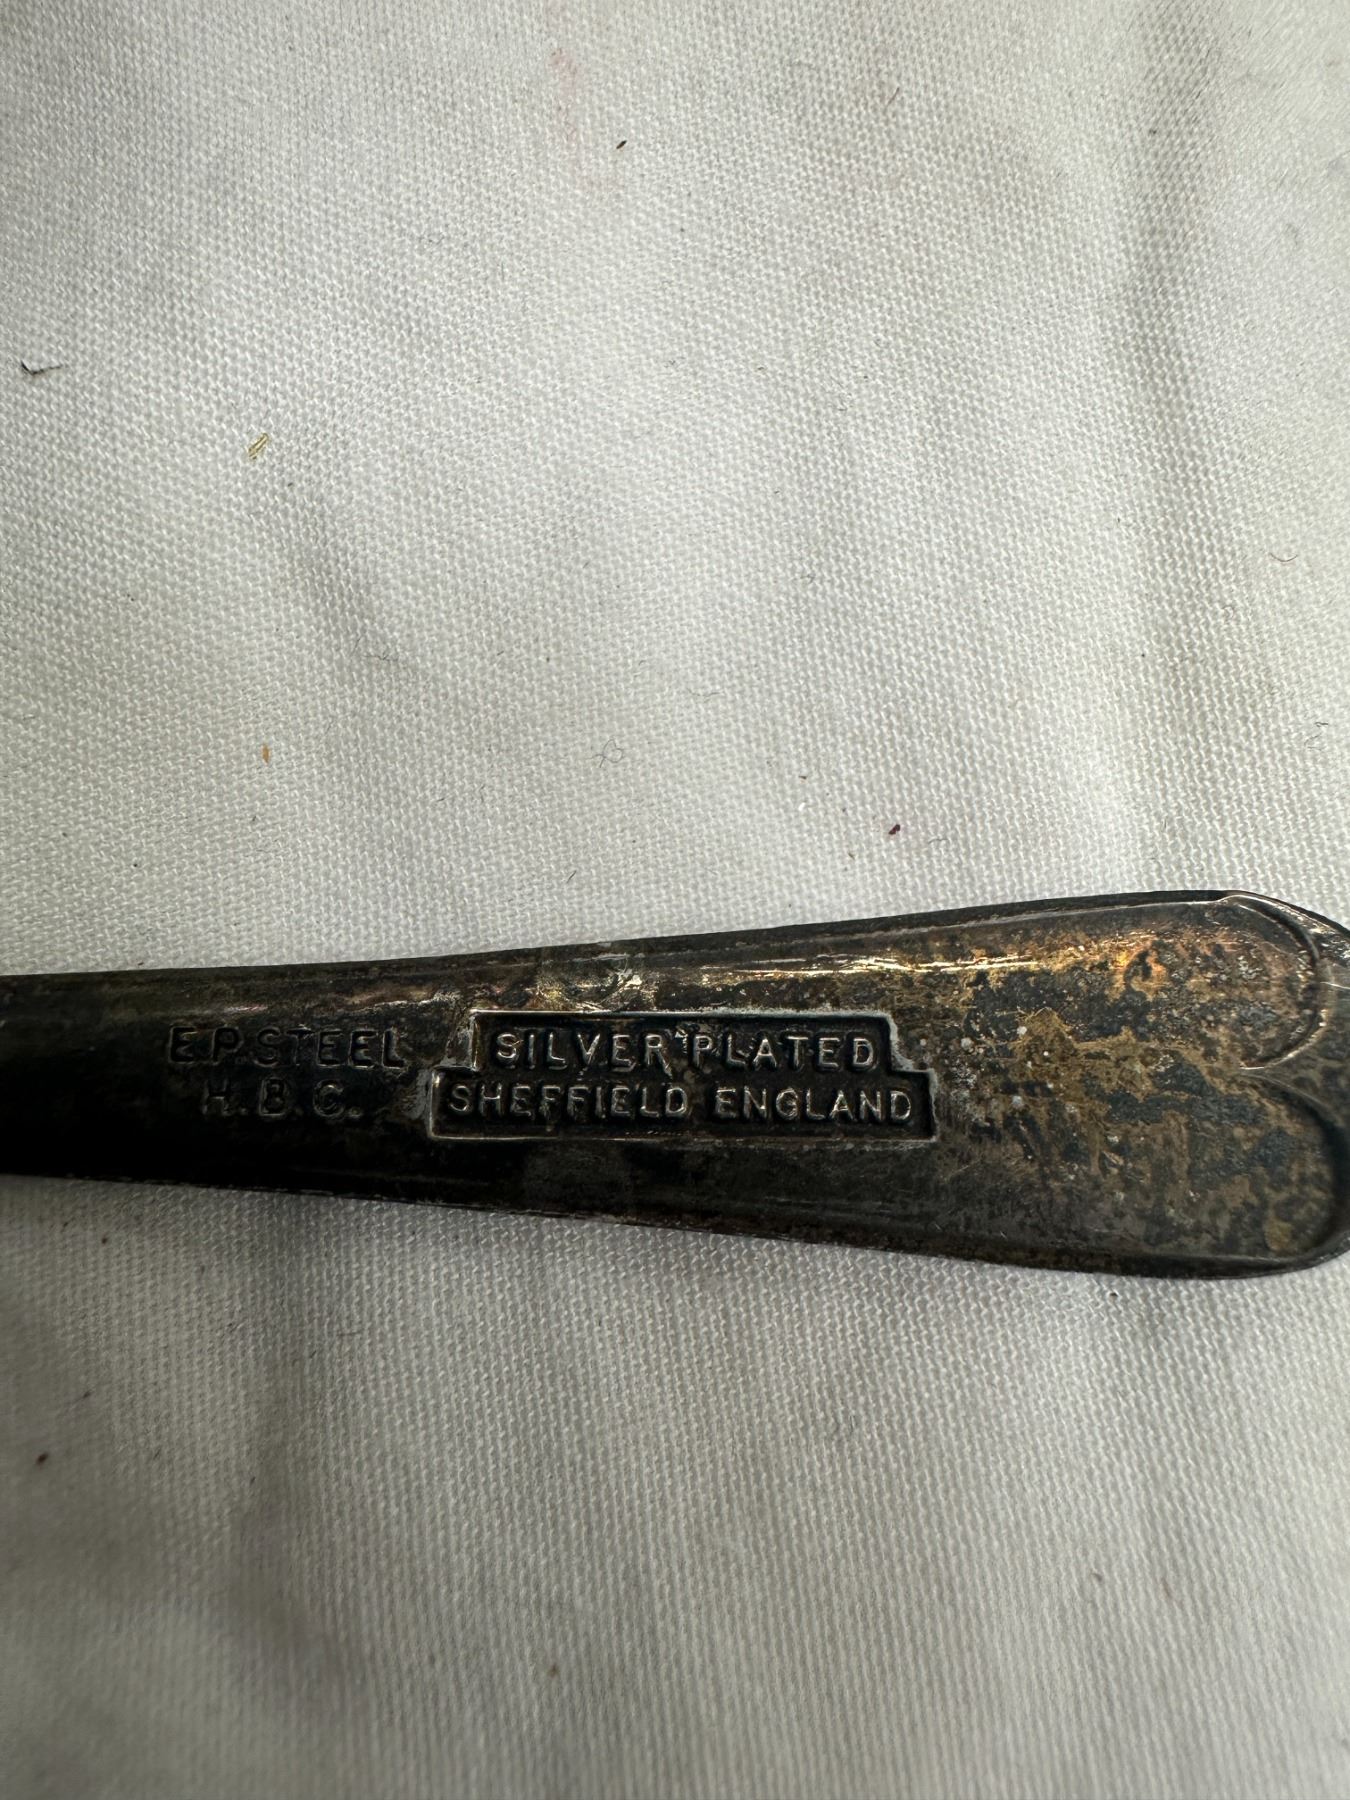 E.P. STEEL
H.B.C.
SILVER PLATED
SHEFFIELD ENGLAND